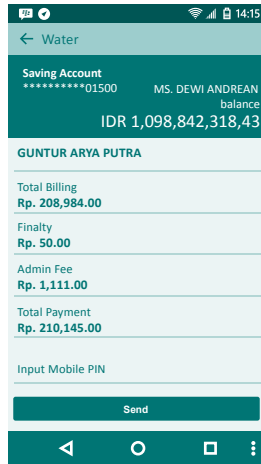 14:15
Water
Saving Account
**********01500
MS. DEWI ANDREAN
balance
IDR 1,098,842,318,43
GUNTUR ARYA PUTRA
Total Billing
Rp. 208,984.00
Finalty
Rp. 50.00
Admin Fee
Rp. 1,111.00
Total Payment
Rp. 210,145.00
Input Mobile PIN
Send